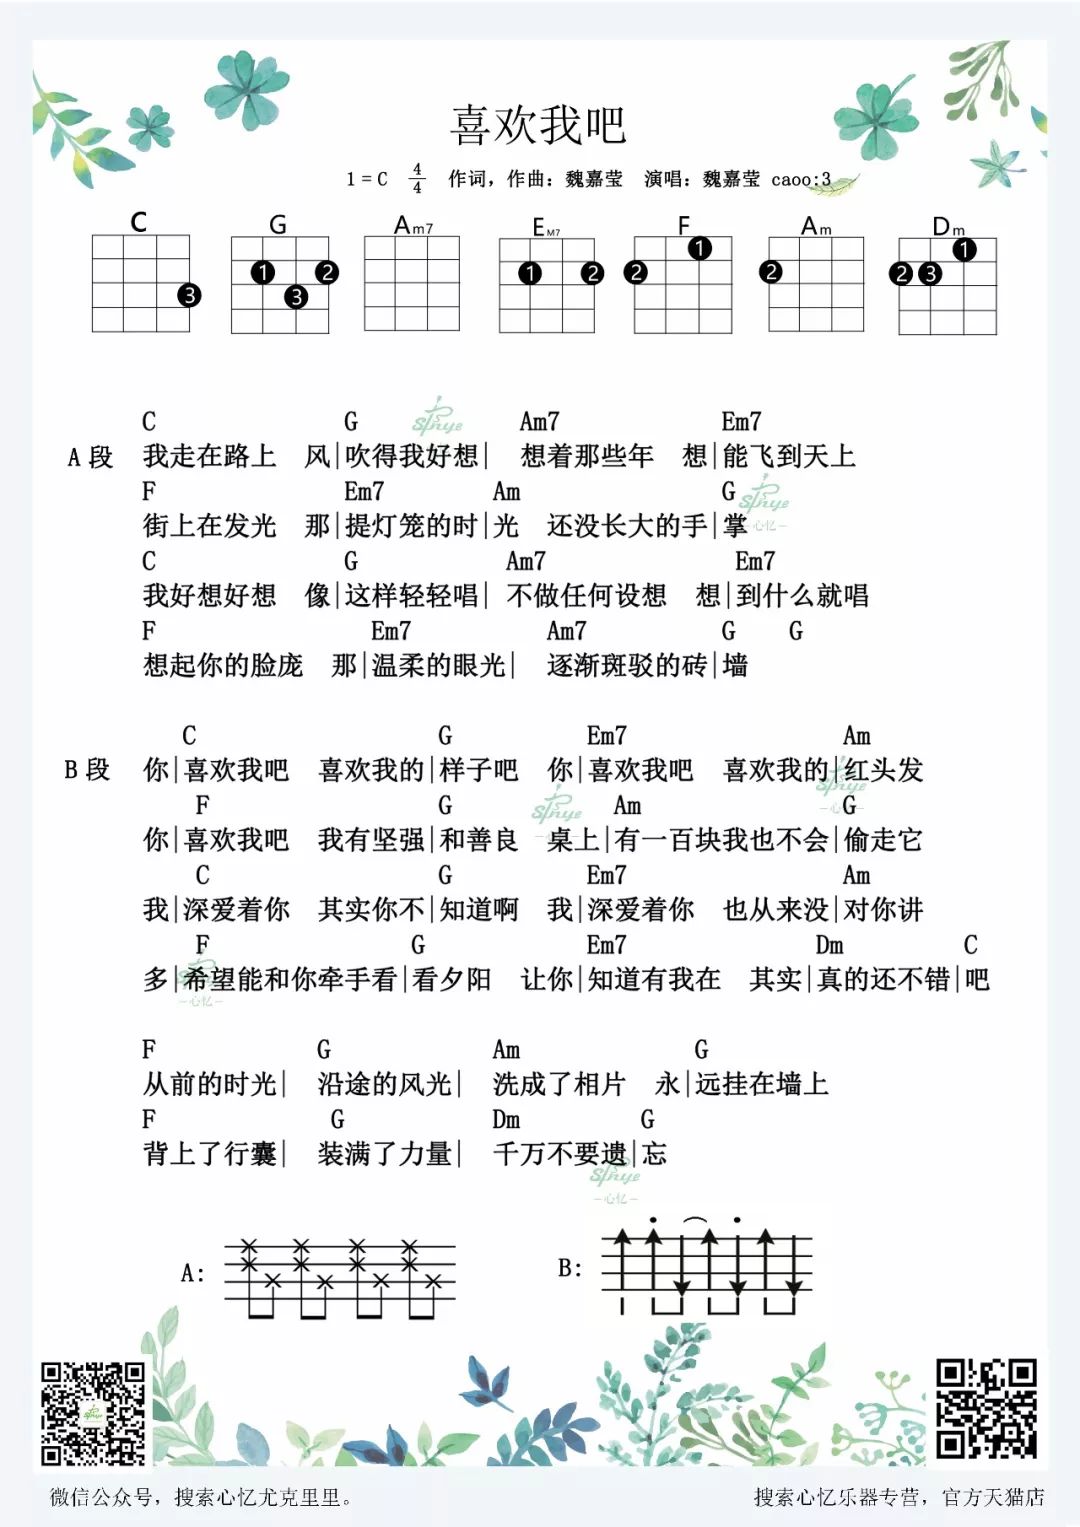 喜欢我吧
1=C 4/4 作词，作曲：魏嘉莹 演唱：魏嘉莹 caoo:3
C G Am7 EM7 F Am Dm
3 1 2 3 1 2 2 1 2 2 1 2 3
C G Am7 Em7
A 段 我走在路上 风|吹得我好想| 想着那些年 想|能飞到天上
F Em7 Am G
街上在发光 那|提灯笼的时|光 还没长大的手|掌
C G Am7 Em7
我好想好想 像|这样轻轻唱| 不做任何设想 想|到什么就唱
F Em7 Am7 G G
想起你的脸庞 那|温柔的眼光| 逐渐斑驳的砖|墙
C G Em7 Am
B 段 你|喜欢我吧 喜欢我的|样子吧 你|喜欢我吧 喜欢我的|红头发
F G Am G
你|喜欢我吧 我有坚强|和善良 桌上|有一百块我也不会|偷走它
C G Em7 Am
我|深爱着你 其实你不|知道啊 我|深爱着你 也从来没|对你讲
F G Em7 Dm C
多|希望能和你牵手看|看夕阳 让你|知道有我在 其实|真的还不错|吧
F G Am G
从前的时光| 沿途的风光| 洗成了相片 永|远挂在墙上
F G Dm G
背上了行囊| 装满了力量| 千万不要遗|忘
A: B:
微信公众号，搜索心忆尤克里里。
搜索心忆乐器专营，官方天猫店